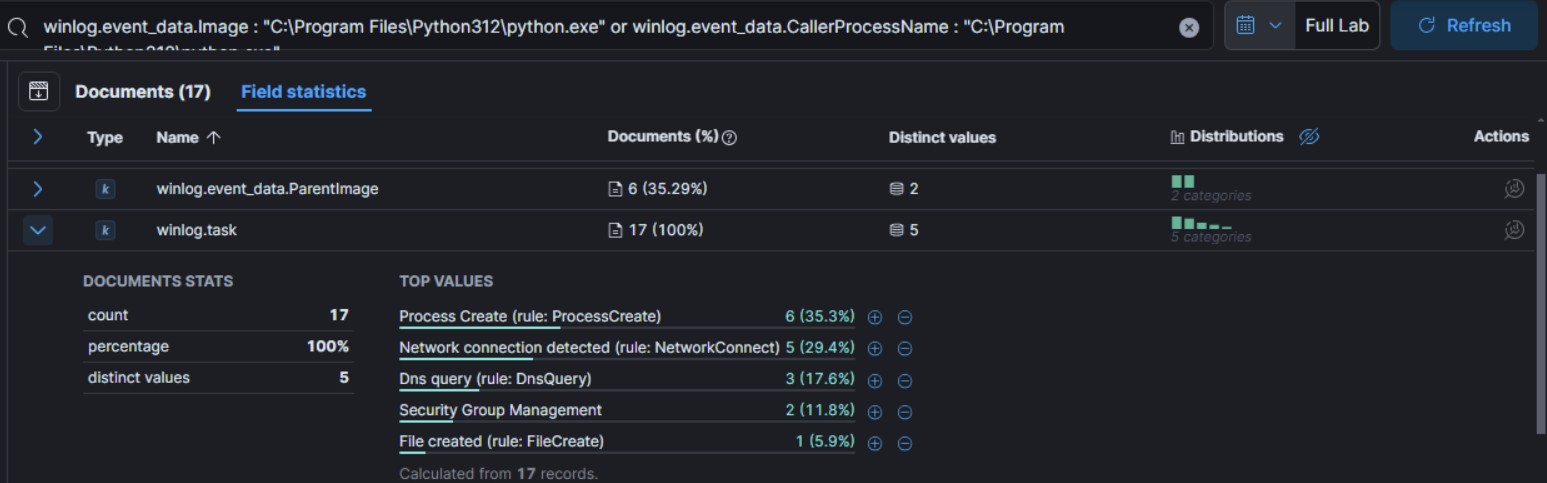 winlog.event_data.Image : "C:\Program Files\Python312\python.exe" or winlog.event_data.CallerProcessName : "C:\Program
Files\Python312\python.exe"
Full Lab
Refresh
Documents (17)
Field statistics
Type Name Documents (%) Distinct values Distributions Actions
k winlog.event_data.ParentImage 6 (35.29%) 2
2 categories
k winlog.task 17 (100%) 5
5 categories
DOCUMENTS STATS
count 17
percentage 100%
distinct values 5
TOP VALUES
Process Create (rule: ProcessCreate) 6 (35.3%)
Network connection detected (rule: NetworkConnect) 5 (29.4%)
Dns query (rule: DnsQuery) 3 (17.6%)
Security Group Management 2 (11.8%)
File created (rule: FileCreate) 1 (5.9%)
Calculated from 17 records.